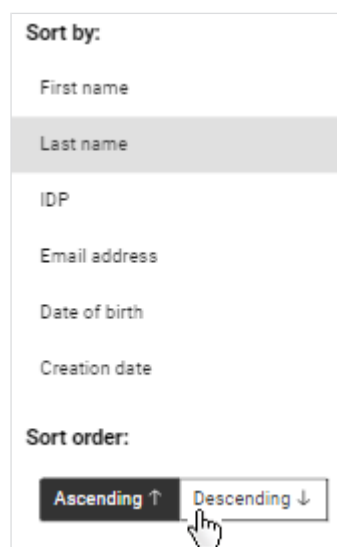 Sort by:
First name
Last name
IDP
Email address
Date of birth
Creation date
Sort order:
Ascending ↑ Descending ↓